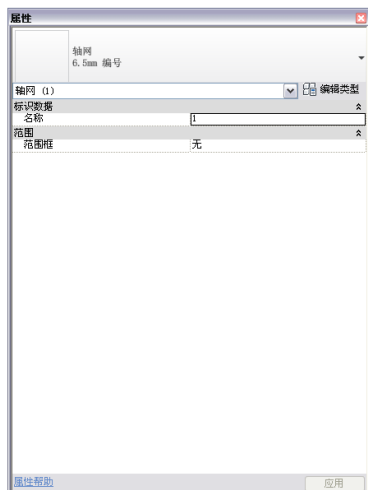 属性
轴网
6.5mm 编号
轴网 (1)
编辑类型
标识数据
名称 1
范围
范围框 无
属性帮助 应用